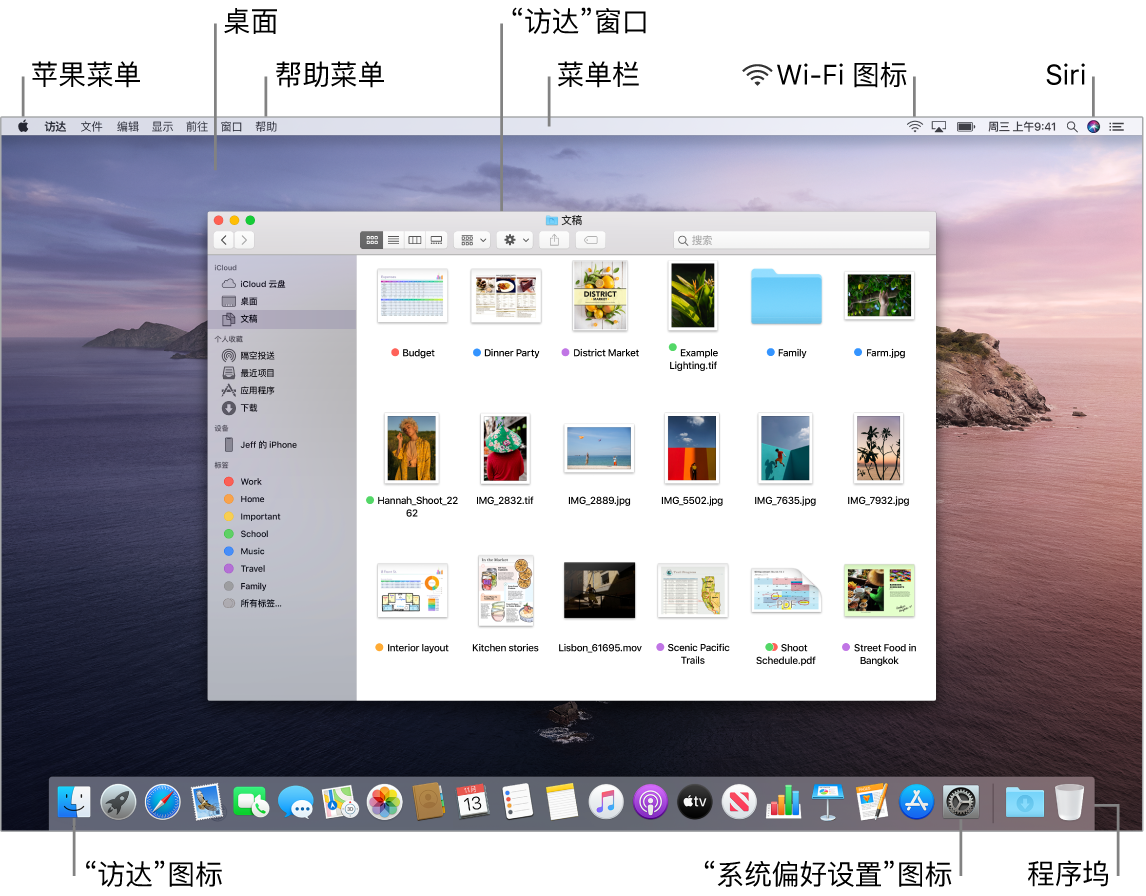 桌面
“访达”窗口
苹果菜单
帮助菜单
菜单栏
Wi-Fi 图标
Siri
访达 文件 编辑 显示 前往 窗口 帮助
周三 上午9:41
文稿
搜索
iCloud
iCloud 云盘
桌面
文稿
个人收藏
隔空投送
最近项目
应用程序
下载
设备
Jeff 的 iPhone
标签
Work
Home
Important
School
Music
Travel
Family
所有标签...
Budget
Dinner Party
DISTRICT
MARKET
District Market
Example
Lighting.tif
Family
Farm.jpg
Hannah_Shoot_22
62
IMG_2832.tif
IMG_2889.jpg
IMG_5502.jpg
IMG_7635.jpg
IMG_7932.jpg
Interior layout
Kitchen stories
Lisbon_61695.mov
Scenic Pacific
Trails
Shoot
Schedule.pdf
Street Food in
Bangkok
11月
13
3D
tv
“访达”图标
“系统偏好设置”图标
程序坞